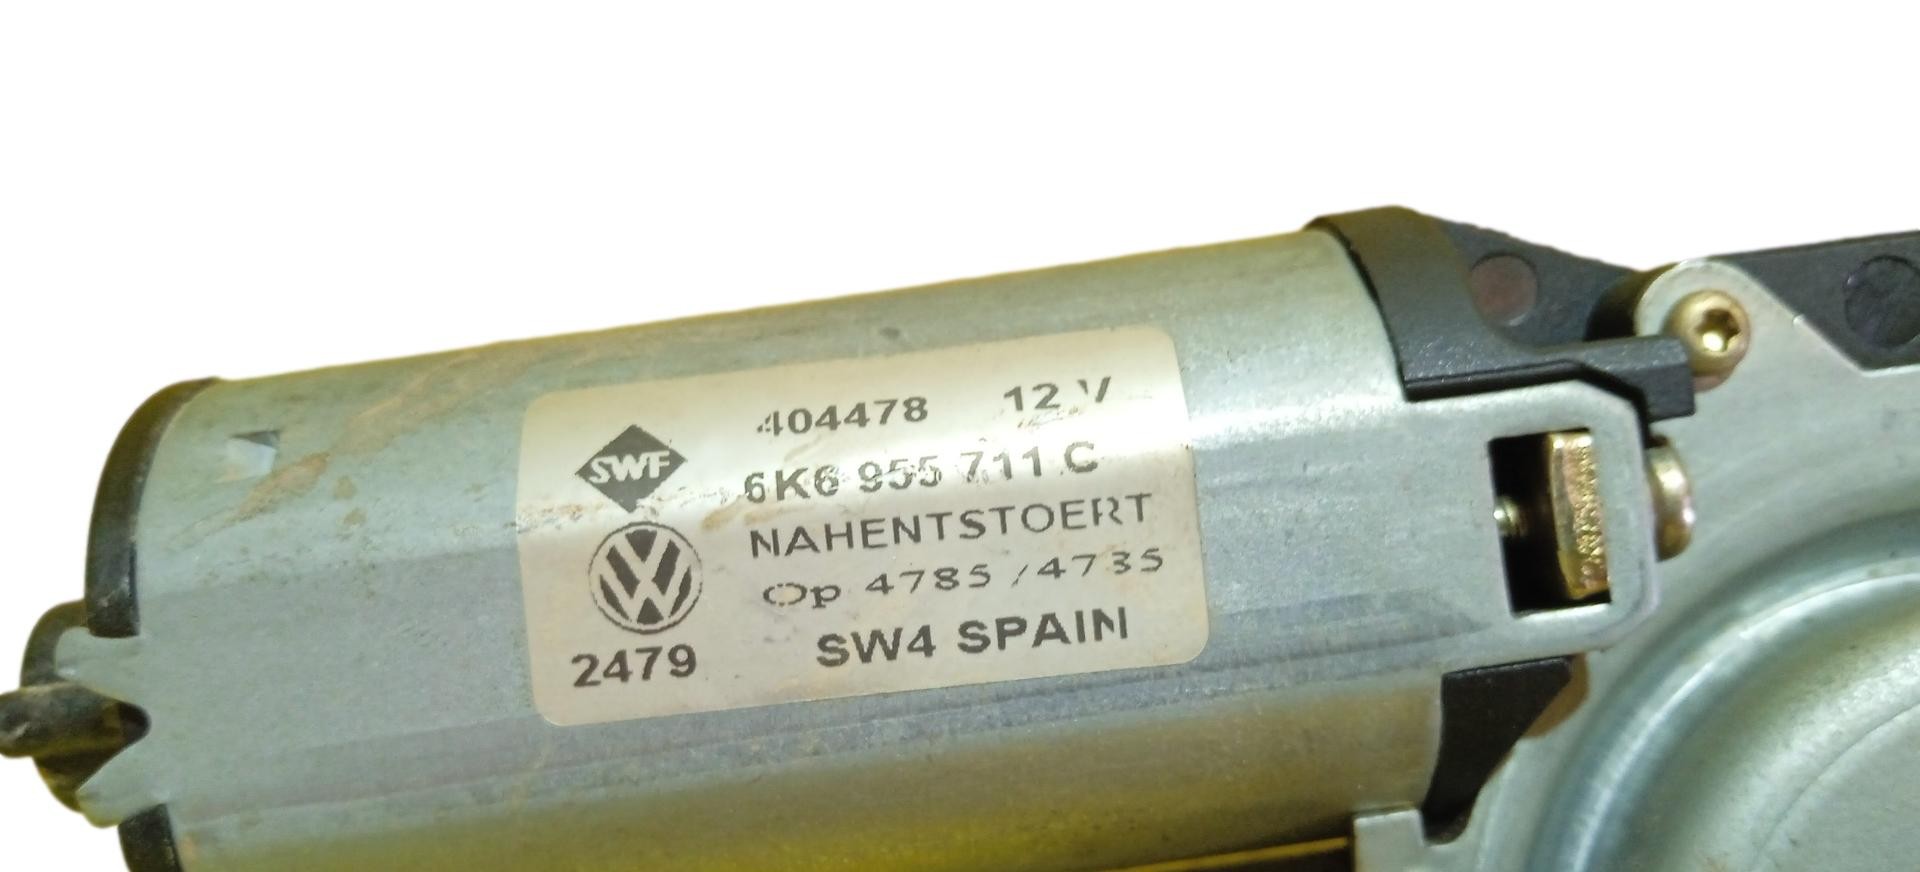 404478 12 V
SWF
6K6 955 711 C
NAHENTSTOERT
Op 4785/4735
2479
SW4 SPAIN